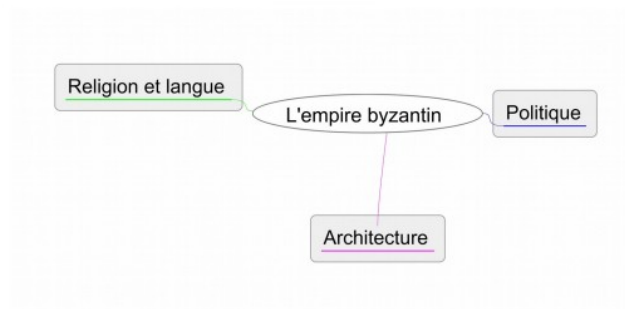 Religion et langue
L'empire byzantin
Politique
Architecture